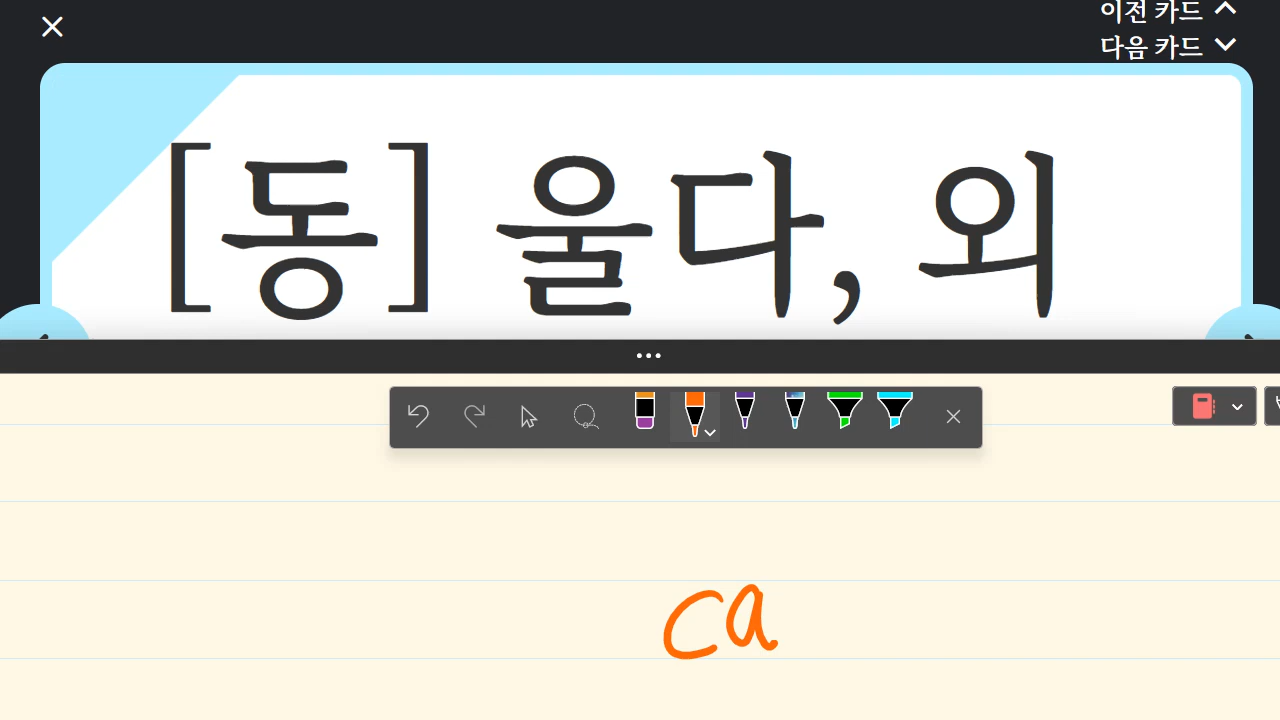 이전 카드
다음 카드
[동] 울다, 외
ca